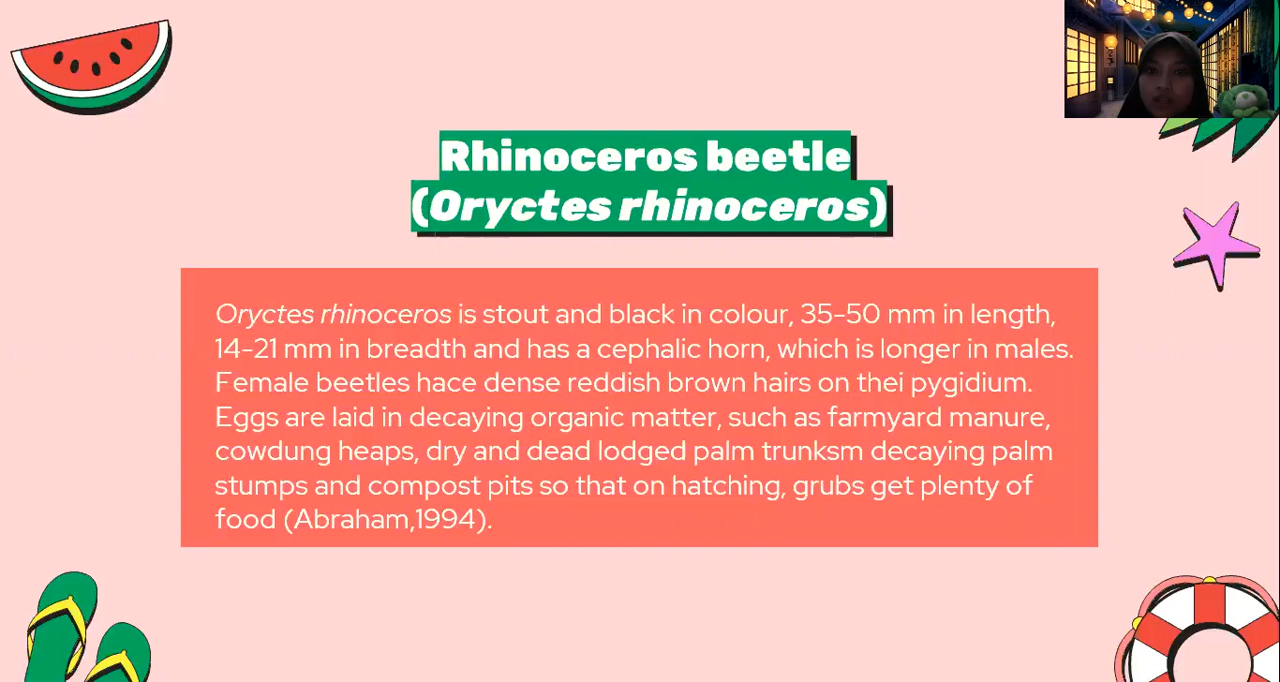 Rhinoceros beetle
(Oryctes rhinoceros)
Oryctes rhinoceros is stout and black in colour, 35-50 mm in length,
14-21 mm in breadth and has a cephalic horn, which is longer in males.
Female beetles hace dense reddish brown hairs on thei pygidium.
Eggs are laid in decaying organic matter, such as farmyard manure,
cowdung heaps, dry and dead lodged palm trunksm decaying palm
stumps and compost pits so that on hatching, grubs get plenty of
food (Abraham,1994).